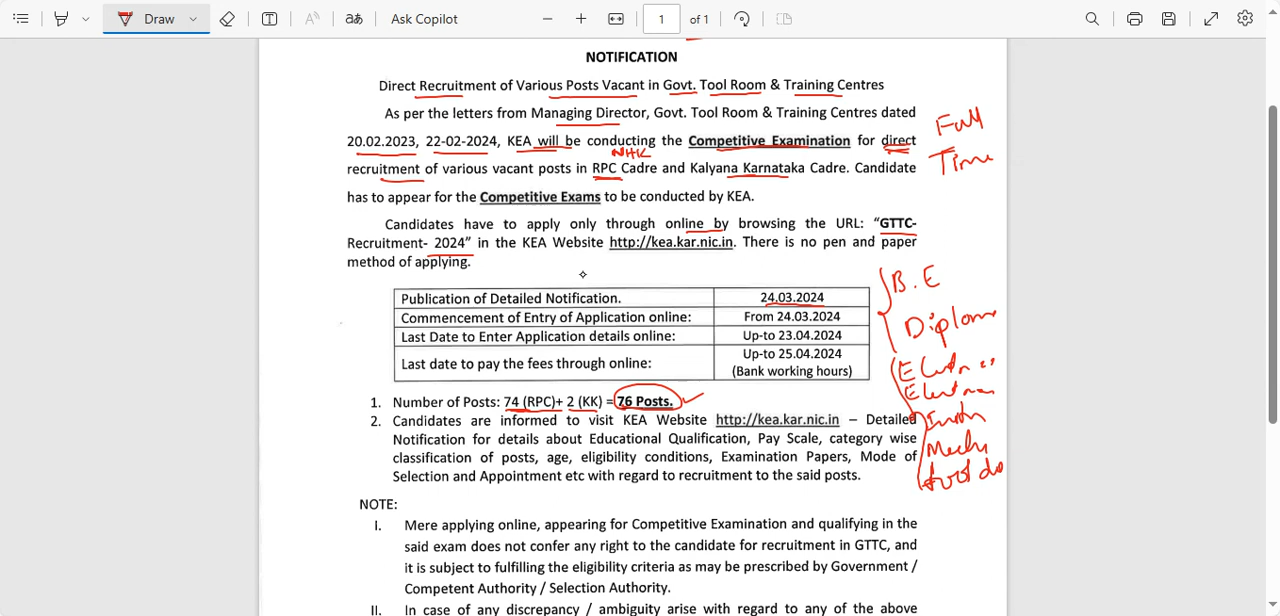 Draw
Ask Copilot
1 of 1
NOTIFICATION
Direct Recruitment of Various Posts Vacant in Govt. Tool Room & Training Centres
As per the letters from Managing Director, Govt. Tool Room & Training Centres dated
20.02.2023, 22-02-2024, KEA will be conducting the Competitive Examination for direct
NHK
recruitment of various vacant posts in RPC Cadre and Kalyana Karnataka Cadre. Candidate
has to appear for the Competitive Exams to be conducted by KEA.
Full
Time
Candidates have to apply only through online by browsing the URL: “GTTC-
Recruitment- 2024” in the KEA Website http://kea.kar.nic.in. There is no pen and paper
method of applying.
Publication of Detailed Notification. 24.03.2024
Commencement of Entry of Application online: From 24.03.2024
Last Date to Enter Application details online: Up-to 23.04.2024
Last date to pay the fees through online: Up-to 25.04.2024
(Bank working hours)
B.E
Diploma
1. Number of Posts: 74 (RPC)+ 2 (KK) = 76 Posts.
2. Candidates are informed to visit KEA Website http://kea.kar.nic.in – Detailed
Notification for details about Educational Qualification, Pay Scale, category wise
classification of posts, age, eligibility conditions, Examination Papers, Mode of
Selection and Appointment etc with regard to recruitment to the said posts.
NOTE:
I. Mere applying online, appearing for Competitive Examination and qualifying in the
said exam does not confer any right to the candidate for recruitment in GTTC, and
it is subject to fulfilling the eligibility criteria as may be prescribed by Government /
Competent Authority / Selection Authority.
II. In case of any discrepancy / ambiguity arise with regard to any of the above